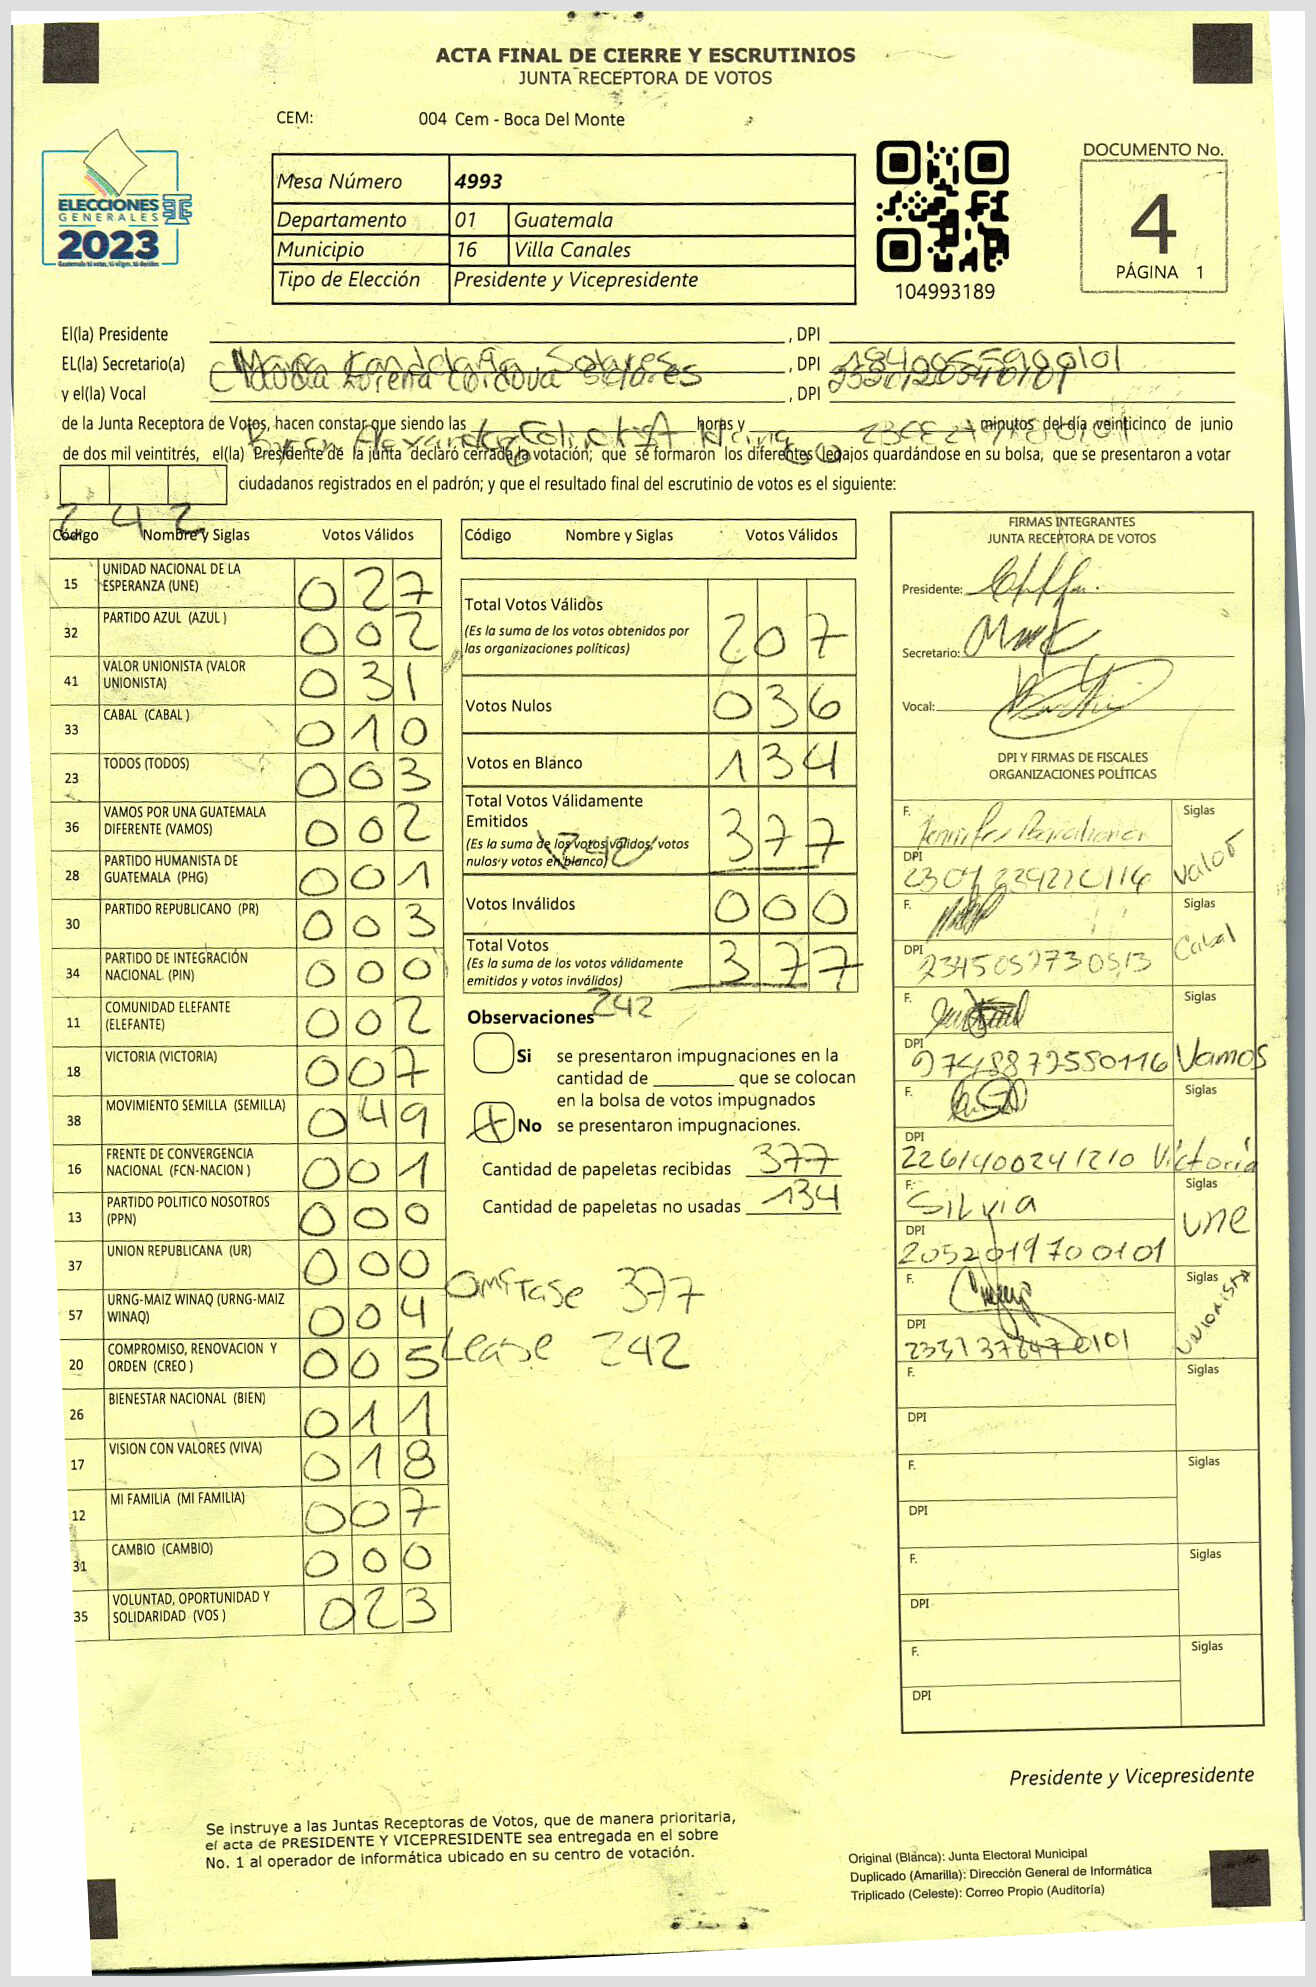 ACTA FINAL DE CIERRE Y ESCRUTINIOS
JUNTA RECEPTORA DE VOTOS
CEM: 004 Cem - Boca Del Monte
ELECCIONES
GENERALES
2023
Mesa Número 4993
Departamento 01 Guatemala
Municipio 16 Villa Canales
Tipo de Elección Presidente y Vicepresidente
104993189
DOCUMENTO No.
4
PÁGINA 1
El(la) Presidente , DPI
EL(la) Secretario(a) Solares , DPI
y el(la) Vocal , DPI
de la Junta Receptora de Votos, hacen constar que siendo las horas y minutos del día veinticinco de junio
de dos mil veintitrés, el(la) Presidente de la junta declaró cerrada la votación; que se formaron los diferentes legajos quardándose en su bolsa, que se presentaron a votar
ciudadanos registrados en el padrón; y que el resultado final del escrutinio de votos es el siguiente:
242
Código Nombre y Siglas Votos Válidos
15 UNIDAD NACIONAL DE LA ESPERANZA (UNE) 027
32 PARTIDO AZUL (AZUL ) 002
41 VALOR UNIONISTA (VALOR UNIONISTA) 031
33 CABAL (CABAL ) 010
23 TODOS (TODOS) 003
36 VAMOS POR UNA GUATEMALA DIFERENTE (VAMOS) 002
28 PARTIDO HUMANISTA DE GUATEMALA (PHG) 001
30 PARTIDO REPUBLICANO (PR) 003
34 PARTIDO DE INTEGRACIÓN NACIONAL (PIN) 000
11 COMUNIDAD ELEFANTE (ELEFANTE) 002
18 VICTORIA (VICTORIA) 007
38 MOVIMIENTO SEMILLA (SEMILLA) 049
16 FRENTE DE CONVERGENCIA NACIONAL (FCN-NACION ) 001
13 PARTIDO POLITICO NOSOTROS (PPN) 000
37 UNION REPUBLICANA (UR) 000
57 URNG-MAIZ WINAQ (URNG-MAIZ WINAQ) 004
20 COMPROMISO, RENOVACION Y ORDEN (CREO ) 005
26 BIENESTAR NACIONAL (BIEN) 011
17 VISION CON VALORES (VIVA) 018
12 MI FAMILIA (MI FAMILIA) 007
31 CAMBIO (CAMBIO) 000
35 VOLUNTAD, OPORTUNIDAD Y SOLIDARIDAD (VOS ) 023
Código Nombre y Siglas Votos Válidos
Total Votos Válidos 207
(Es la suma de los votos obtenidos por
las organizaciones políticas)
Votos Nulos 036
Votos en Blanco 134
Total Votos Válidamente
Emitidos 377
(Es la suma de los votos válidos, votos
nulos y votos en blanco)
Votos Inválidos 000
Total Votos 377
(Es la suma de los votos válidamente
emitidos y votos inválidos)
242
Observaciones
Si se presentaron impugnaciones en la
cantidad de ________ que se colocan
en la bolsa de votos impugnados
X No se presentaron impugnaciones.
Cantidad de papeletas recibidas 377
Cantidad de papeletas no usadas 134
Omitase 377
Lease 242
FIRMAS INTEGRANTES
JUNTA RECEPTORA DE VOTOS
Presidente:
Secretario:
Vocal:
DPI Y FIRMAS DE FISCALES
ORGANIZACIONES POLÍTICAS
F. Siglas
DPI Valor
F. Siglas
DPI Cabal
F. Siglas
DPI Vamos
F. Siglas
DPI
2261400241210 Victoria
F. Silvia Siglas
DPI une
2052019700101
F. Siglas
DPI Unionista
F. Siglas
DPI
F. Siglas
DPI
F. Siglas
DPI
F. Siglas
DPI
Presidente y Vicepresidente
Se instruye a las Juntas Receptoras de Votos, que de manera prioritaria,
el acta de PRESIDENTE Y VICEPRESIDENTE sea entregada en el sobre
No. 1 al operador de informática ubicado en su centro de votación.
Original (Blanca): Junta Electoral Municipal
Duplicado (Amarilla): Dirección General de Informática
Triplicado (Celeste): Correo Propio (Auditoría)